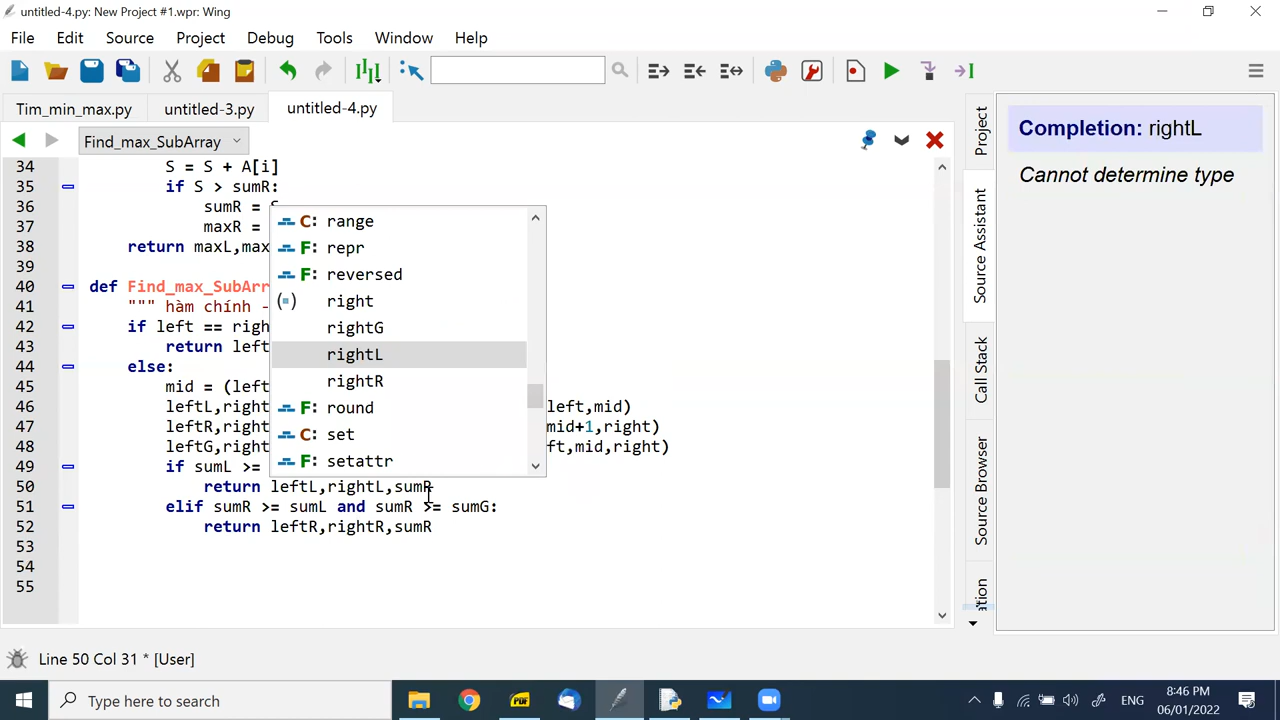 untitled-4.py: New Project #1.wpr: Wing
File Edit Source Project Debug Tools Window Help
Tim_min_max.py untitled-3.py untitled-4.py
Find_max_SubArray
34 S = S + A[i]
35 if S > sumR:
36 sumR = S
37 maxR =
38 return maxL,max
39
40 def Find_max_SubArr
41 """ hàm chính -
42 if left == righ
43 return left
44 else:
45 mid = (left
46 leftL,right left,mid)
47 leftR,right mid+1,right)
48 leftG,right ft,mid,right)
49 if sumL >=
50 return leftL,rightL,sumR
51 elif sumR >= sumL and sumR >= sumG:
52 return leftR,rightR,sumR
53
54
55
C: range
F: repr
F: reversed
right
rightG
rightL
rightR
F: round
C: set
F: setattr
Project
Source Assistant
Call Stack
Source Browser
ation
Completion: rightL
Cannot determine type
Line 50 Col 31 * [User]
Type here to search
PDF
ENG
8:46 PM
06/01/2022